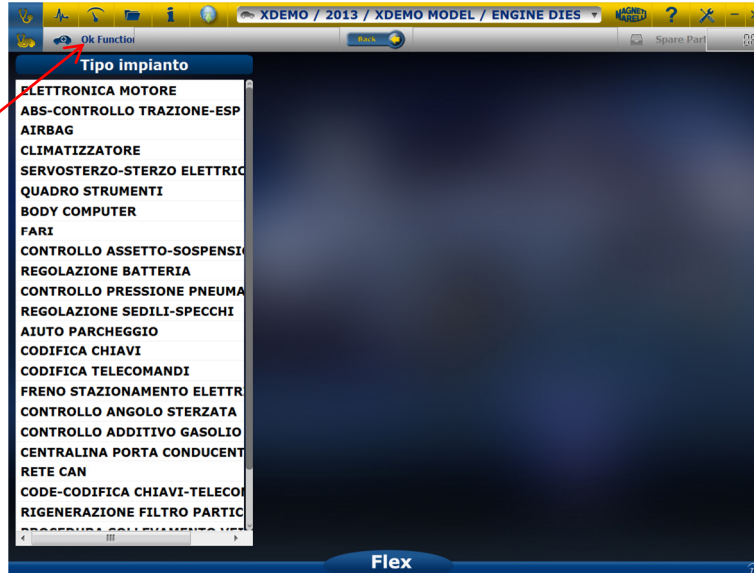 XDEMO / 2013 / XDEMO MODEL / ENGINE DIES
MAGNETI
MARELLI
?
Ok Function
Back
Spare Part
Tipo impianto
ELETTRONICA MOTORE
ABS-CONTROLLO TRAZIONE-ESP
AIRBAG
CLIMATIZZATORE
SERVOSTERZO-STERZO ELETTRIC
QUADRO STRUMENTI
BODY COMPUTER
FARI
CONTROLLO ASSETTO-SOSPENSI
REGOLAZIONE BATTERIA
CONTROLLO PRESSIONE PNEUMA
REGOLAZIONE SEDILI-SPECCHI
AIUTO PARCHEGGIO
CODIFICA CHIAVI
CODIFICA TELECOMANDI
FRENO STAZIONAMENTO ELETTR
CONTROLLO ANGOLO STERZATA
CONTROLLO ADDITIVO GASOLIO
CENTRALINA PORTA CONDUCENT
RETE CAN
CODE-CODIFICA CHIAVI-TELECO
RIGENERAZIONE FILTRO PARTIC
Flex